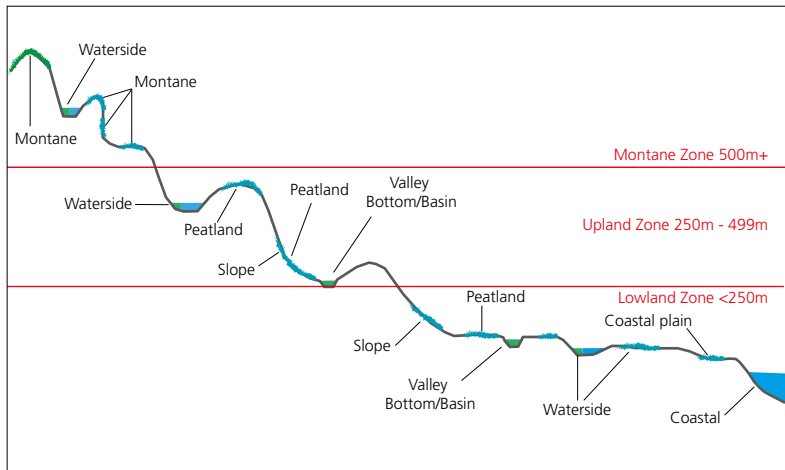 Waterside
Montane
Montane
Montane Zone 500m+
Waterside
Peatland
Peatland
Valley
Bottom/Basin
Upland Zone 250m - 499m
Slope
Lowland Zone <250m
Peatland
Coastal plain
Slope
Valley
Bottom/Basin
Waterside
Coastal